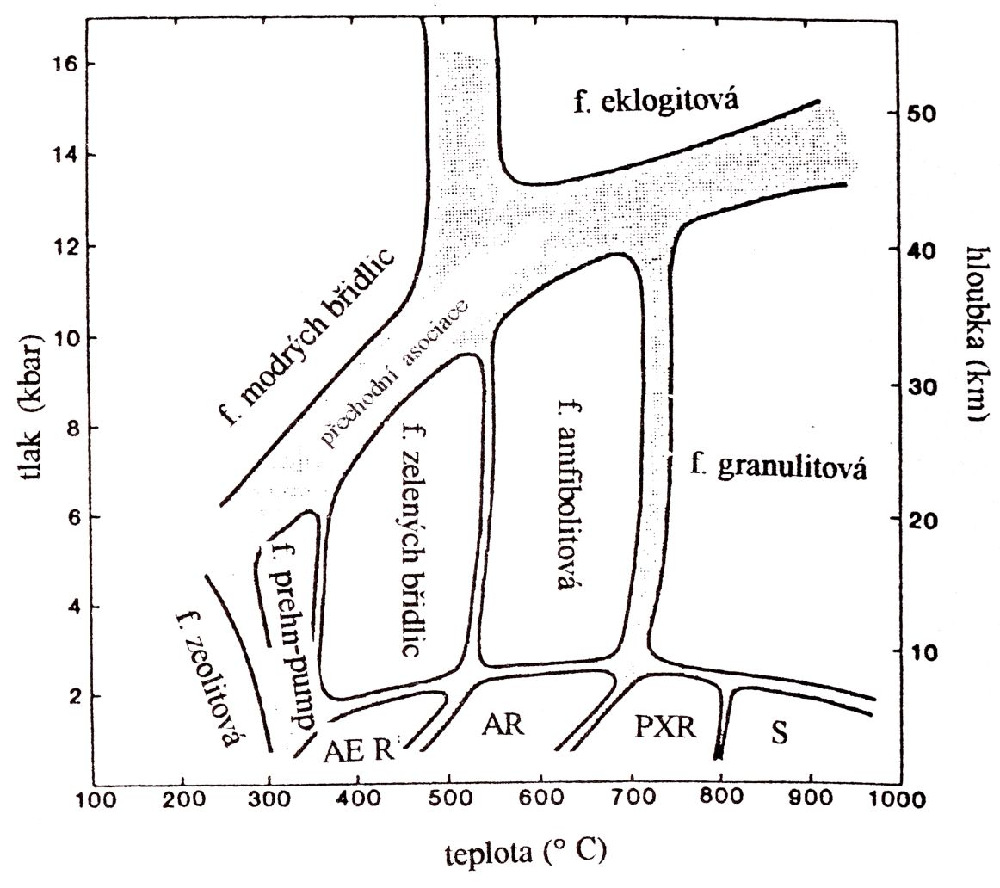 16
14
12
10
8
6
4
2
tlak (kbar)
50
40
30
20
10
hloubka (km)
f. eklogitová
f. modrých břidlic
přechodní asociace
f. zelených břidlic
f. amfibolitová
f. granulitová
f. prehn-pump
f. zeolitová
AE R
AR
PXR
S
100 200 300 400 500 600 700 800 900 1000
teplota (° C)